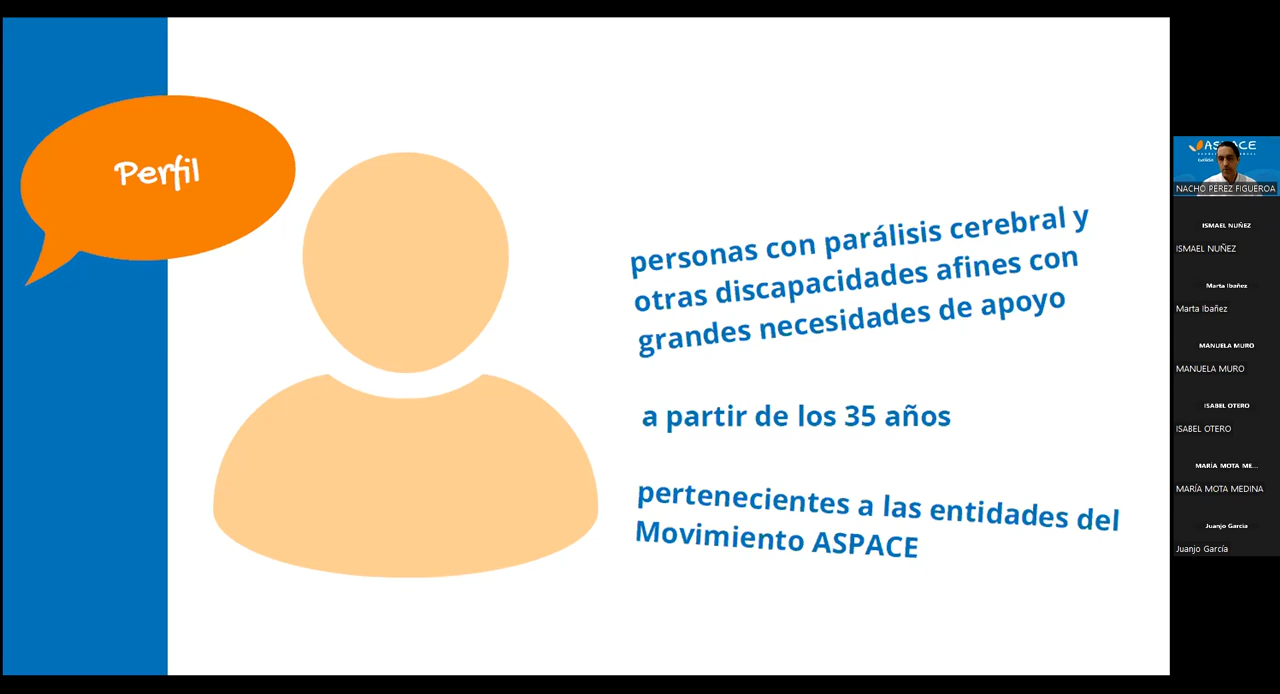 Perfil
personas con parálisis cerebral y
otras discapacidades afines con
grandes necesidades de apoyo
a partir de los 35 años
pertenecientes a las entidades del
Movimiento ASPACE
ASPACE
NACHO PÉREZ FIGUEROA
ISMAEL NUÑEZ
ISMAEL NUÑEZ
Marta Ibañez
Marta Ibañez
MANUELA MURO
MANUELA MURO
ISABEL OTERO
ISABEL OTERO
MARÍA MOTA ME...
MARÍA MOTA MEDINA
Juanjo García
Juanjo García